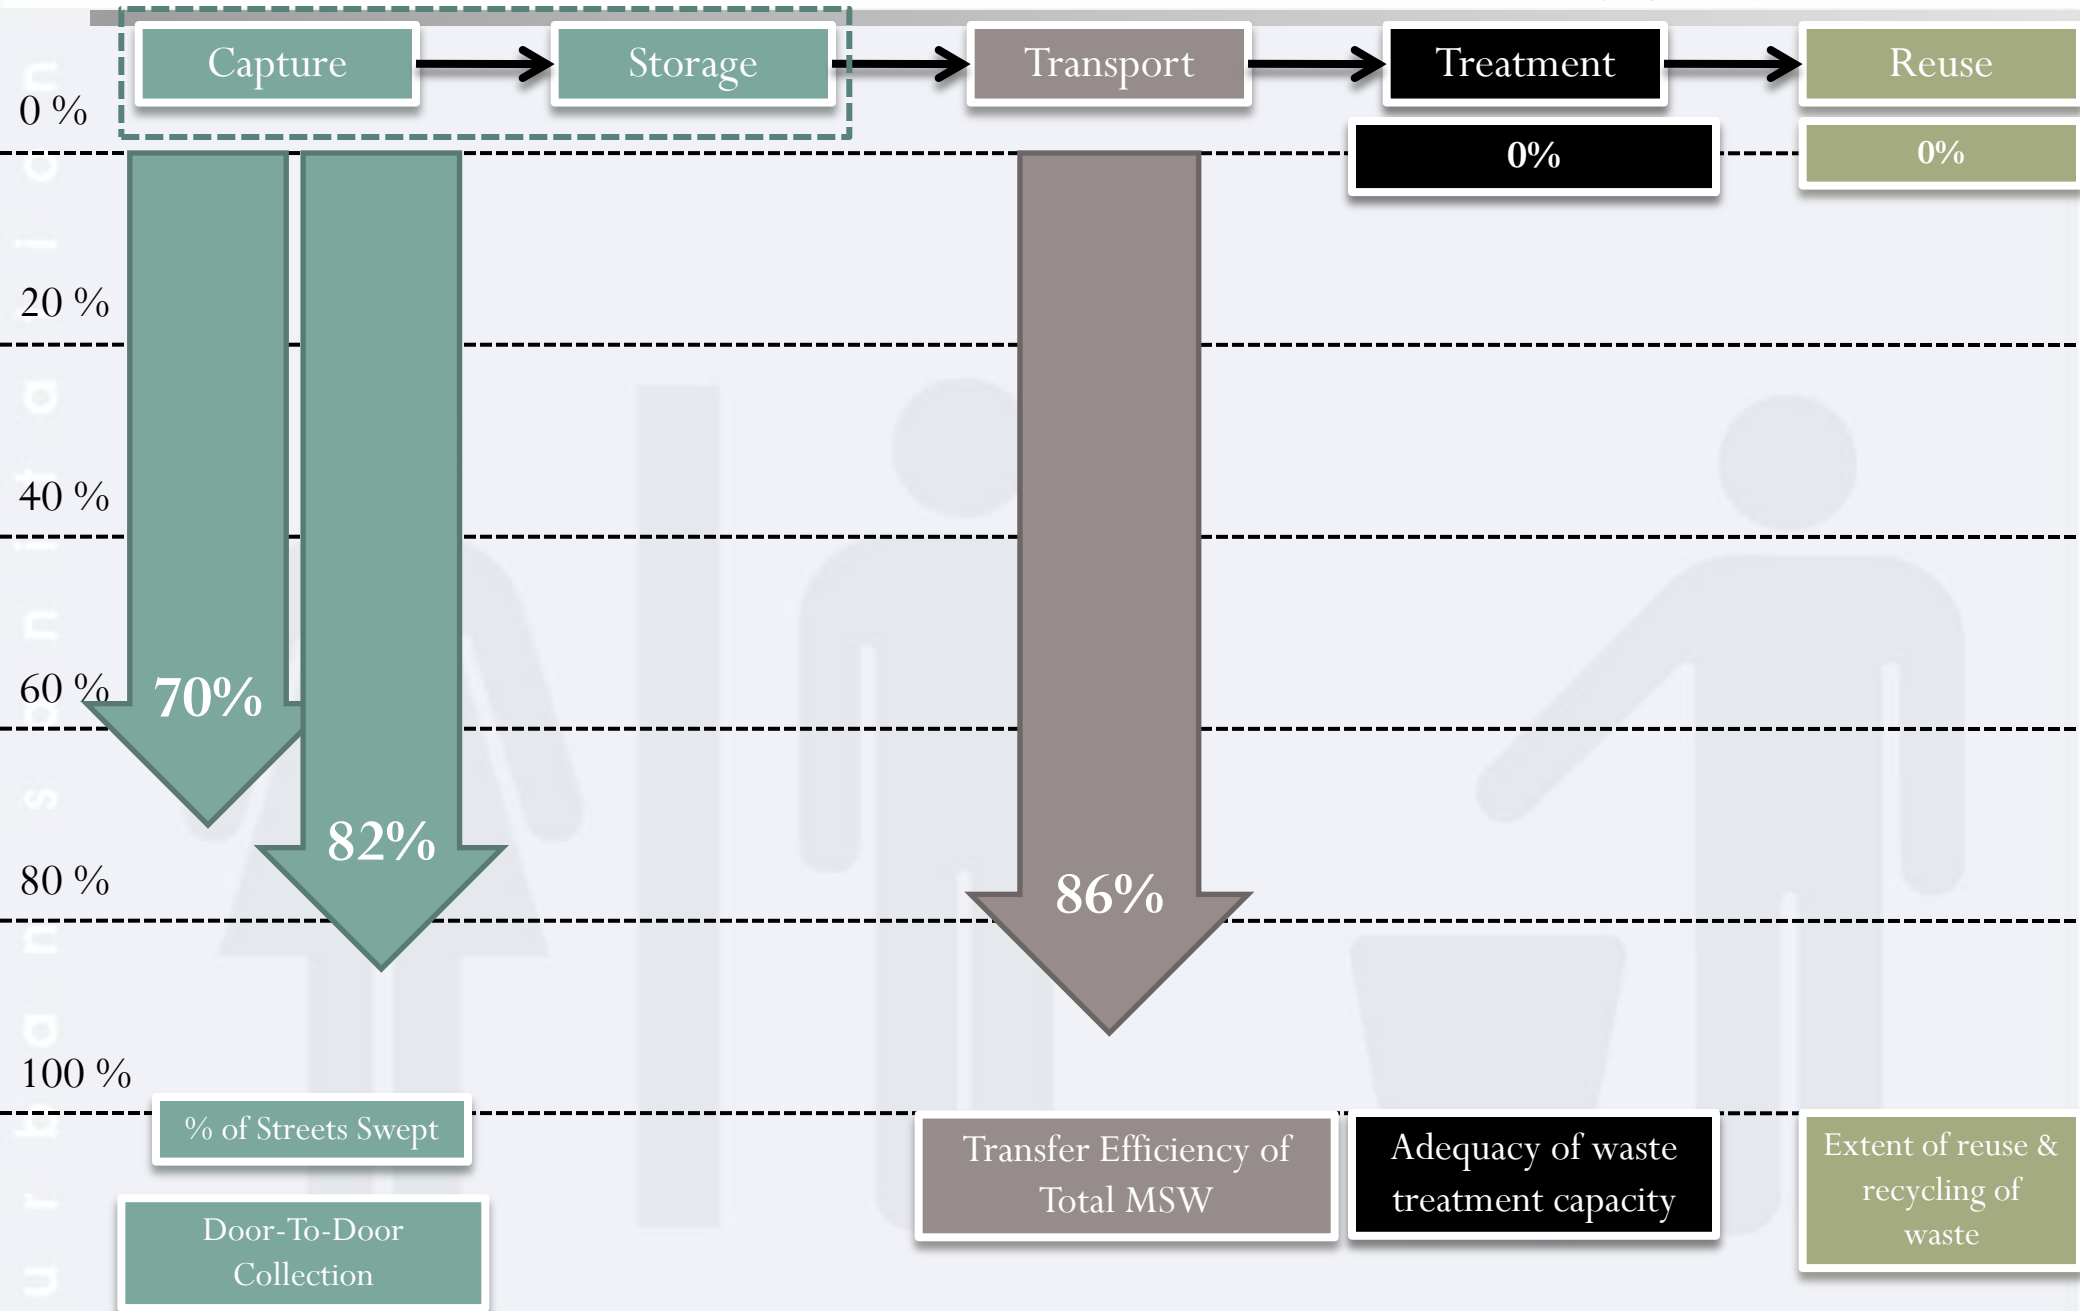 Capture
Storage
Transport
Treatment
Reuse
0 %
0%
0%
20 %
40 %
60 %
70%
82%
80 %
86%
100 %
% of Streets Swept
Door-To-Door
Collection
Transfer Efficiency of
Total MSW
Adequacy of waste
treatment capacity
Extent of reuse &
recycling of
waste
urban sanitation